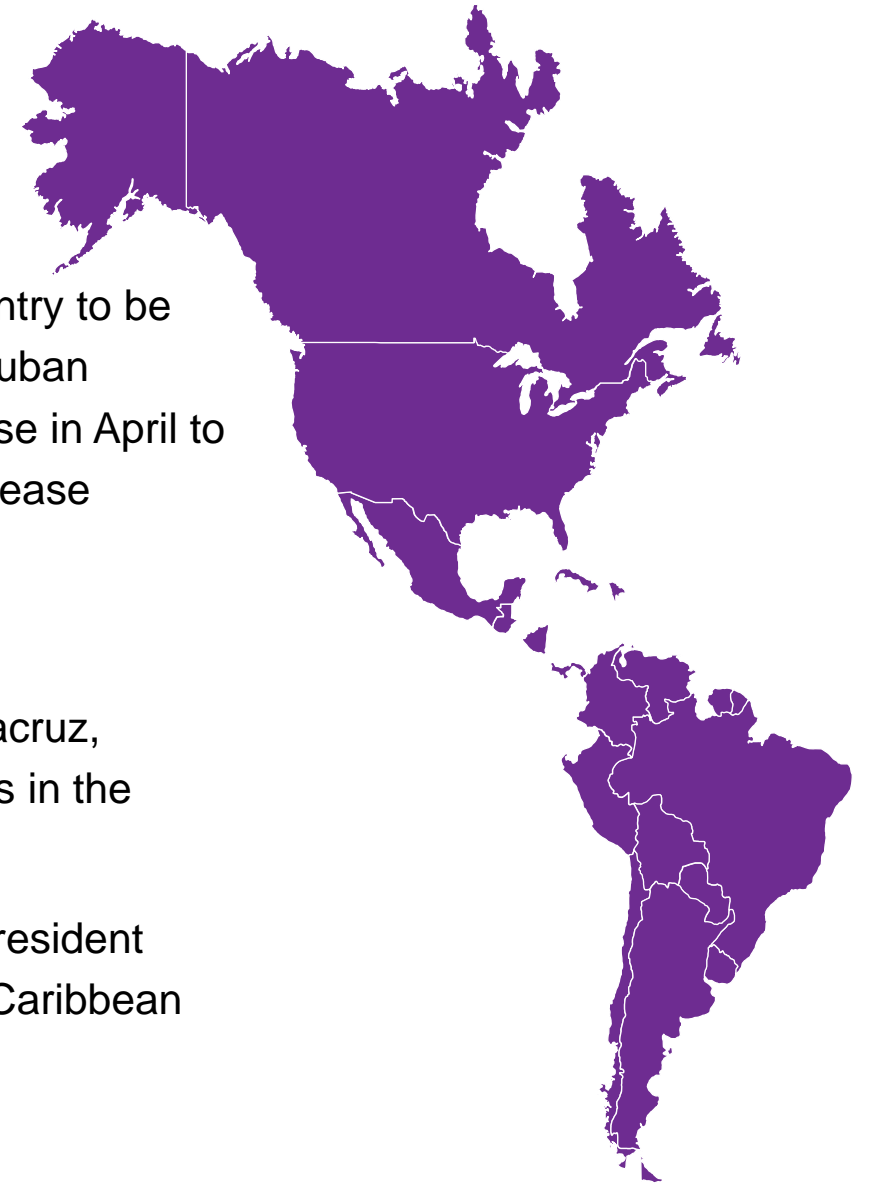 ntry to be
uban
se in April to
ease
acruz,
s in the
resident
Caribbean